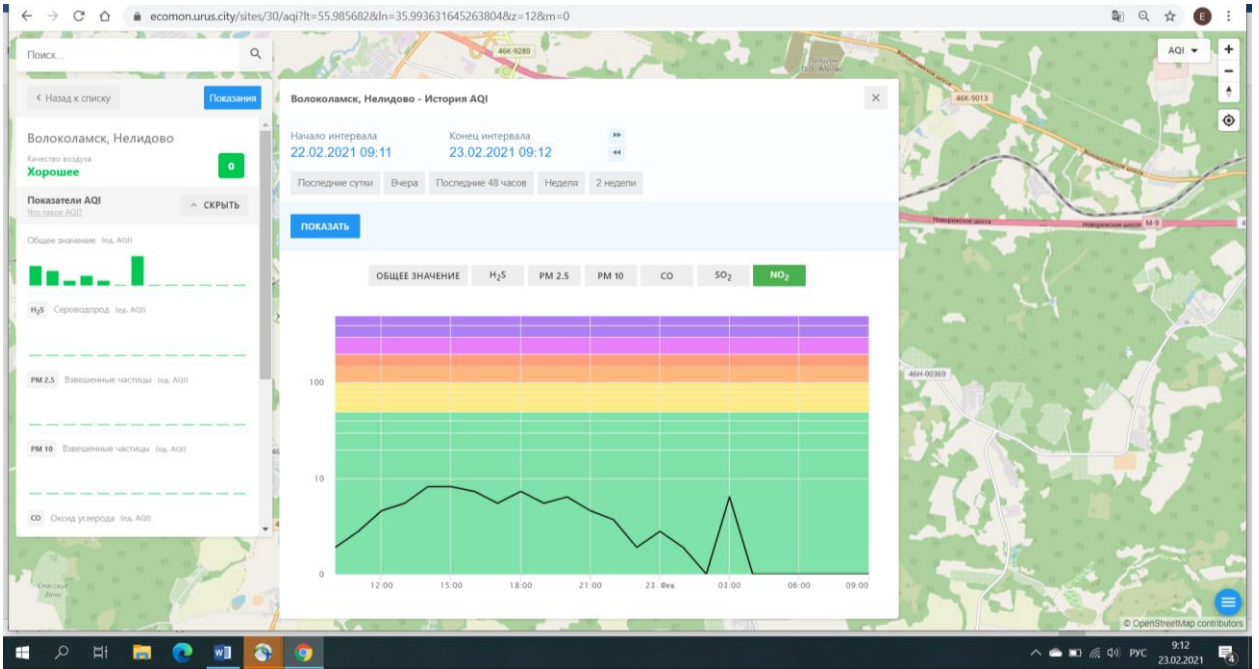 ecomon.urus.city/sites/30/aqi?lt=55.985682&ln=35.993631645263804&z=12&m=0
E
Поиск...
46К-9280
AQI
< Назад к списку
Показания
Волоколамск, Нелидово - История AQI
46К-9013
Волоколамск, Нелидово
Качество воздуха
Хорошее
0
Начало интервала
Конец интервала
22.02.2021 09:11
23.02.2021 09:12
Последние сутки Вчера Последние 48 часов Неделя 2 недели
Показатели AQI
Что такое AQI?
СКРЫТЬ
ПОКАЗАТЬ
Новорижское шоссе
Новорижское шоссе
М-9
Общее значение (ед. AQI)
ОБЩЕЕ ЗНАЧЕНИЕ H2S PM 2.5 PM 10 CO SO2 NO2
H2S Сероводород (ед. AQI)
PM 2.5 Взвешенные частицы (ед. AQI)
PM 10 Взвешенные частицы (ед. AQI)
CO Оксид углерода (ед. AQI)
100
10
0
12:00 15:00 18:00 21:00 23. Фев 03:00 06:00 09:00
46Н-00369
© OpenStreetMap contributors
РУС
9:12
23.02.2021
4